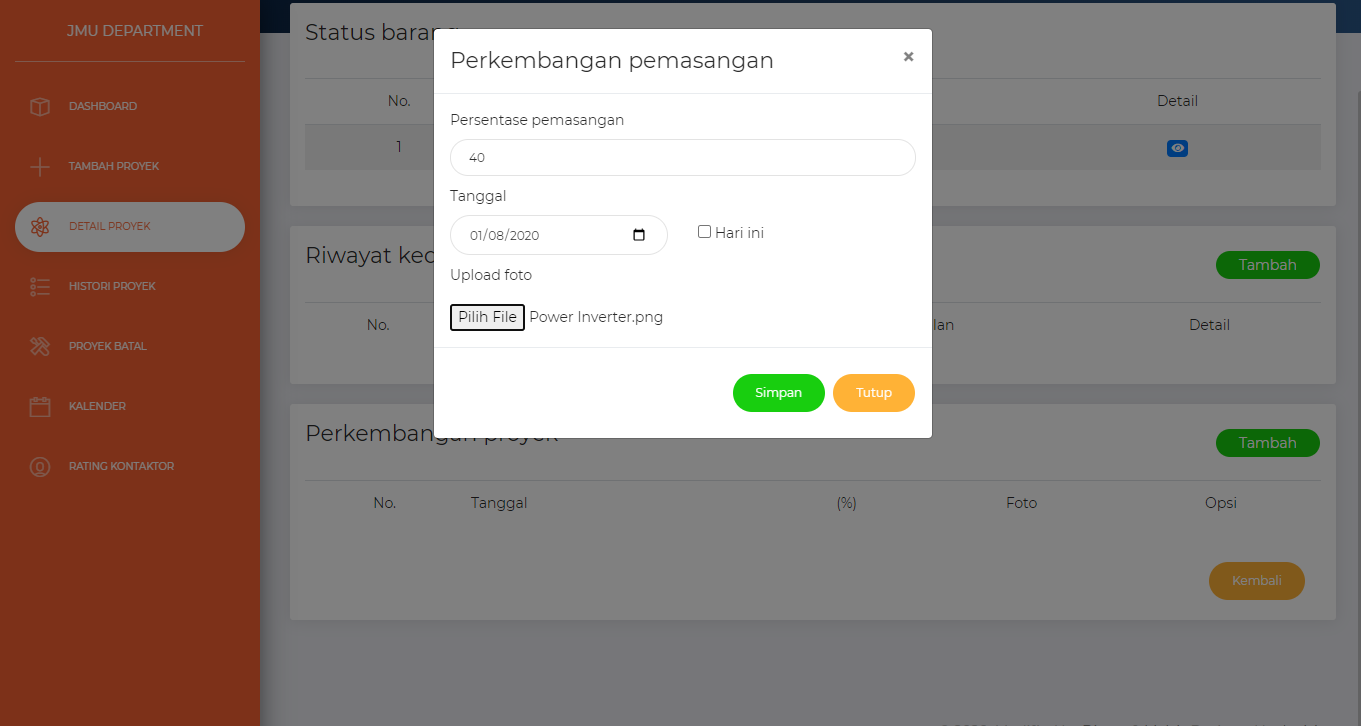 JMU DEPARTMENT
DASHBOARD
TAMBAH PROYEK
DETAIL PROYEK
HISTORI PROYEK
PROYEK BATAL
KALENDER
RATING KONTAKTOR
Status barang
No. Detail
1
Perkembangan pemasangan
×
Persentase pemasangan
40
Tanggal
01/08/2020 Hari ini
Upload foto
Pilih File Power Inverter.png
Simpan Tutup
Riwayat
Tambah
No. Detail
Perkembangan proyek
Tambah
No. Tanggal (%) Foto Opsi
Kembali